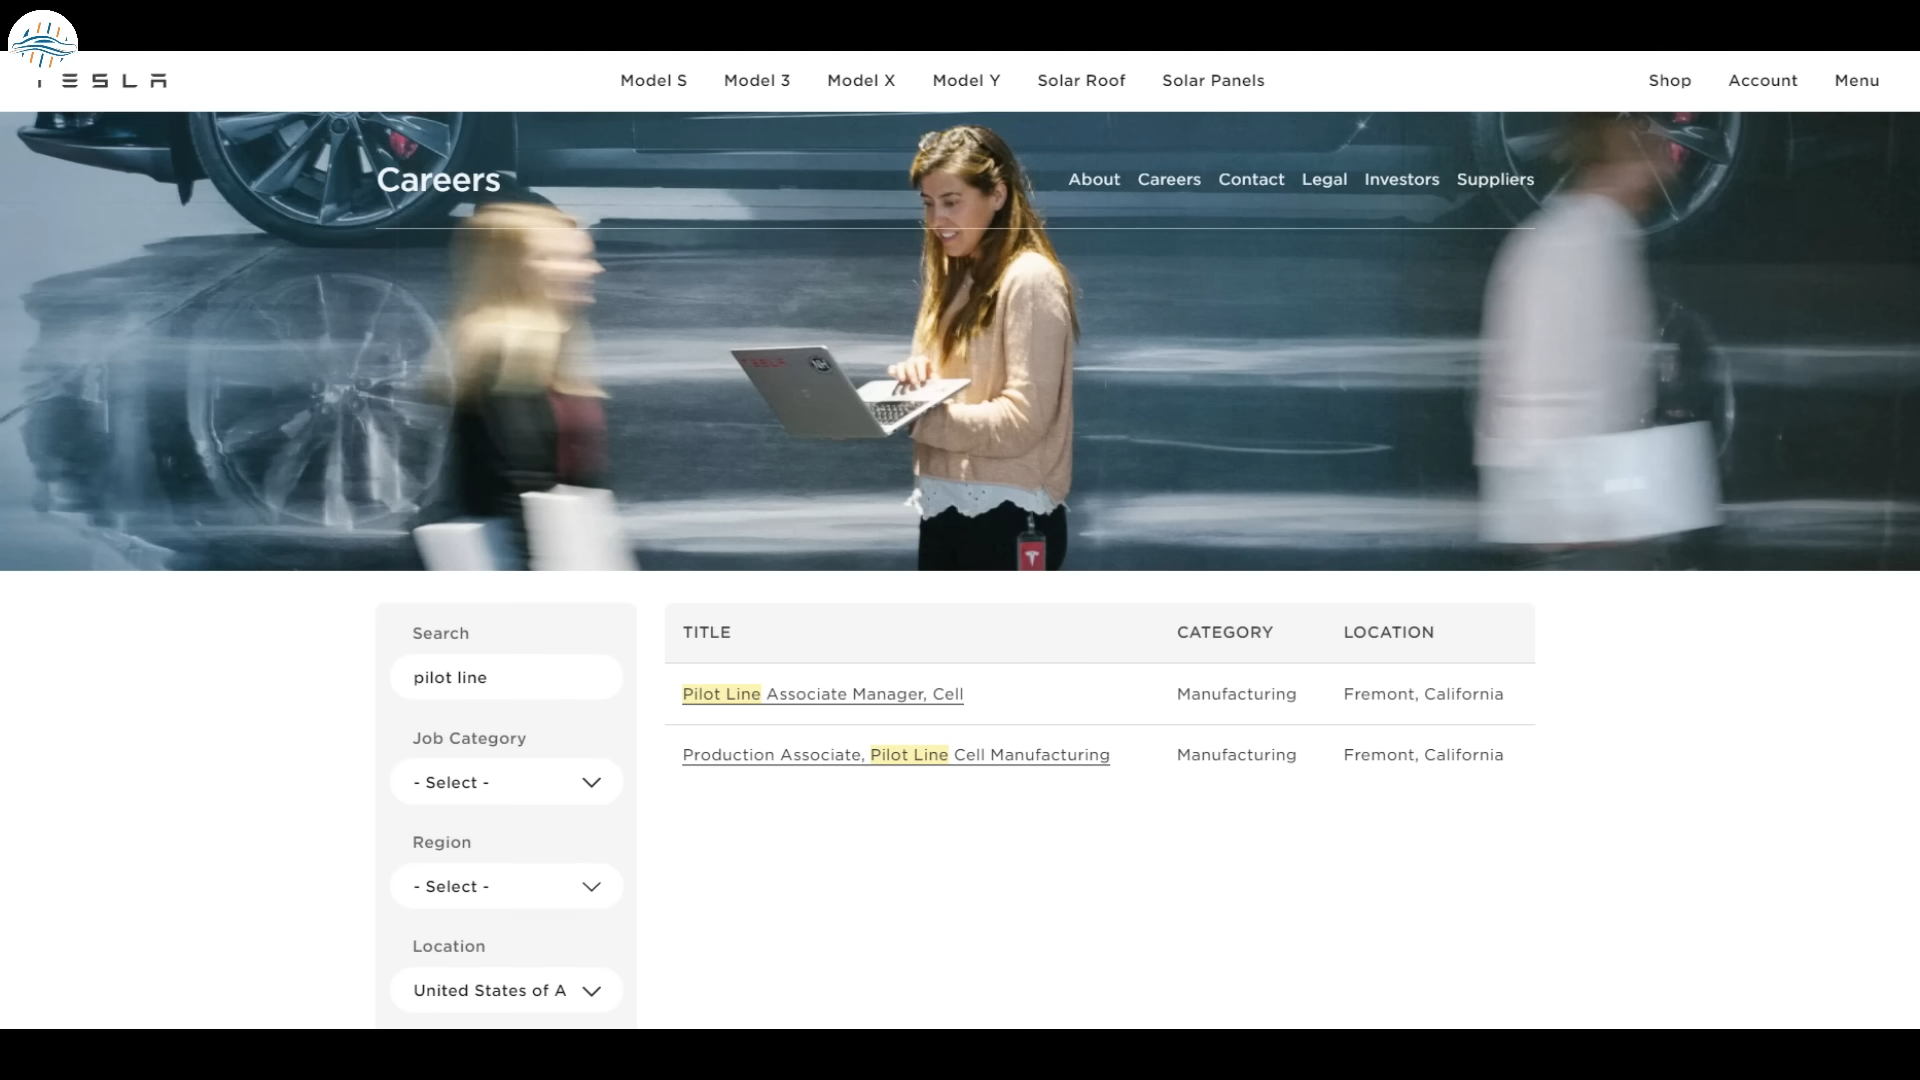 TESLA
Model S Model 3 Model X Model Y Solar Roof Solar Panels
Shop Account Menu
Careers
About Careers Contact Legal Investors Suppliers
TESLA
Search
pilot line
Job Category
- Select -
Region
- Select -
Location
United States of A
TITLE CATEGORY LOCATION
Pilot Line Associate Manager, Cell Manufacturing Fremont, California
Production Associate, Pilot Line Cell Manufacturing Manufacturing Fremont, California